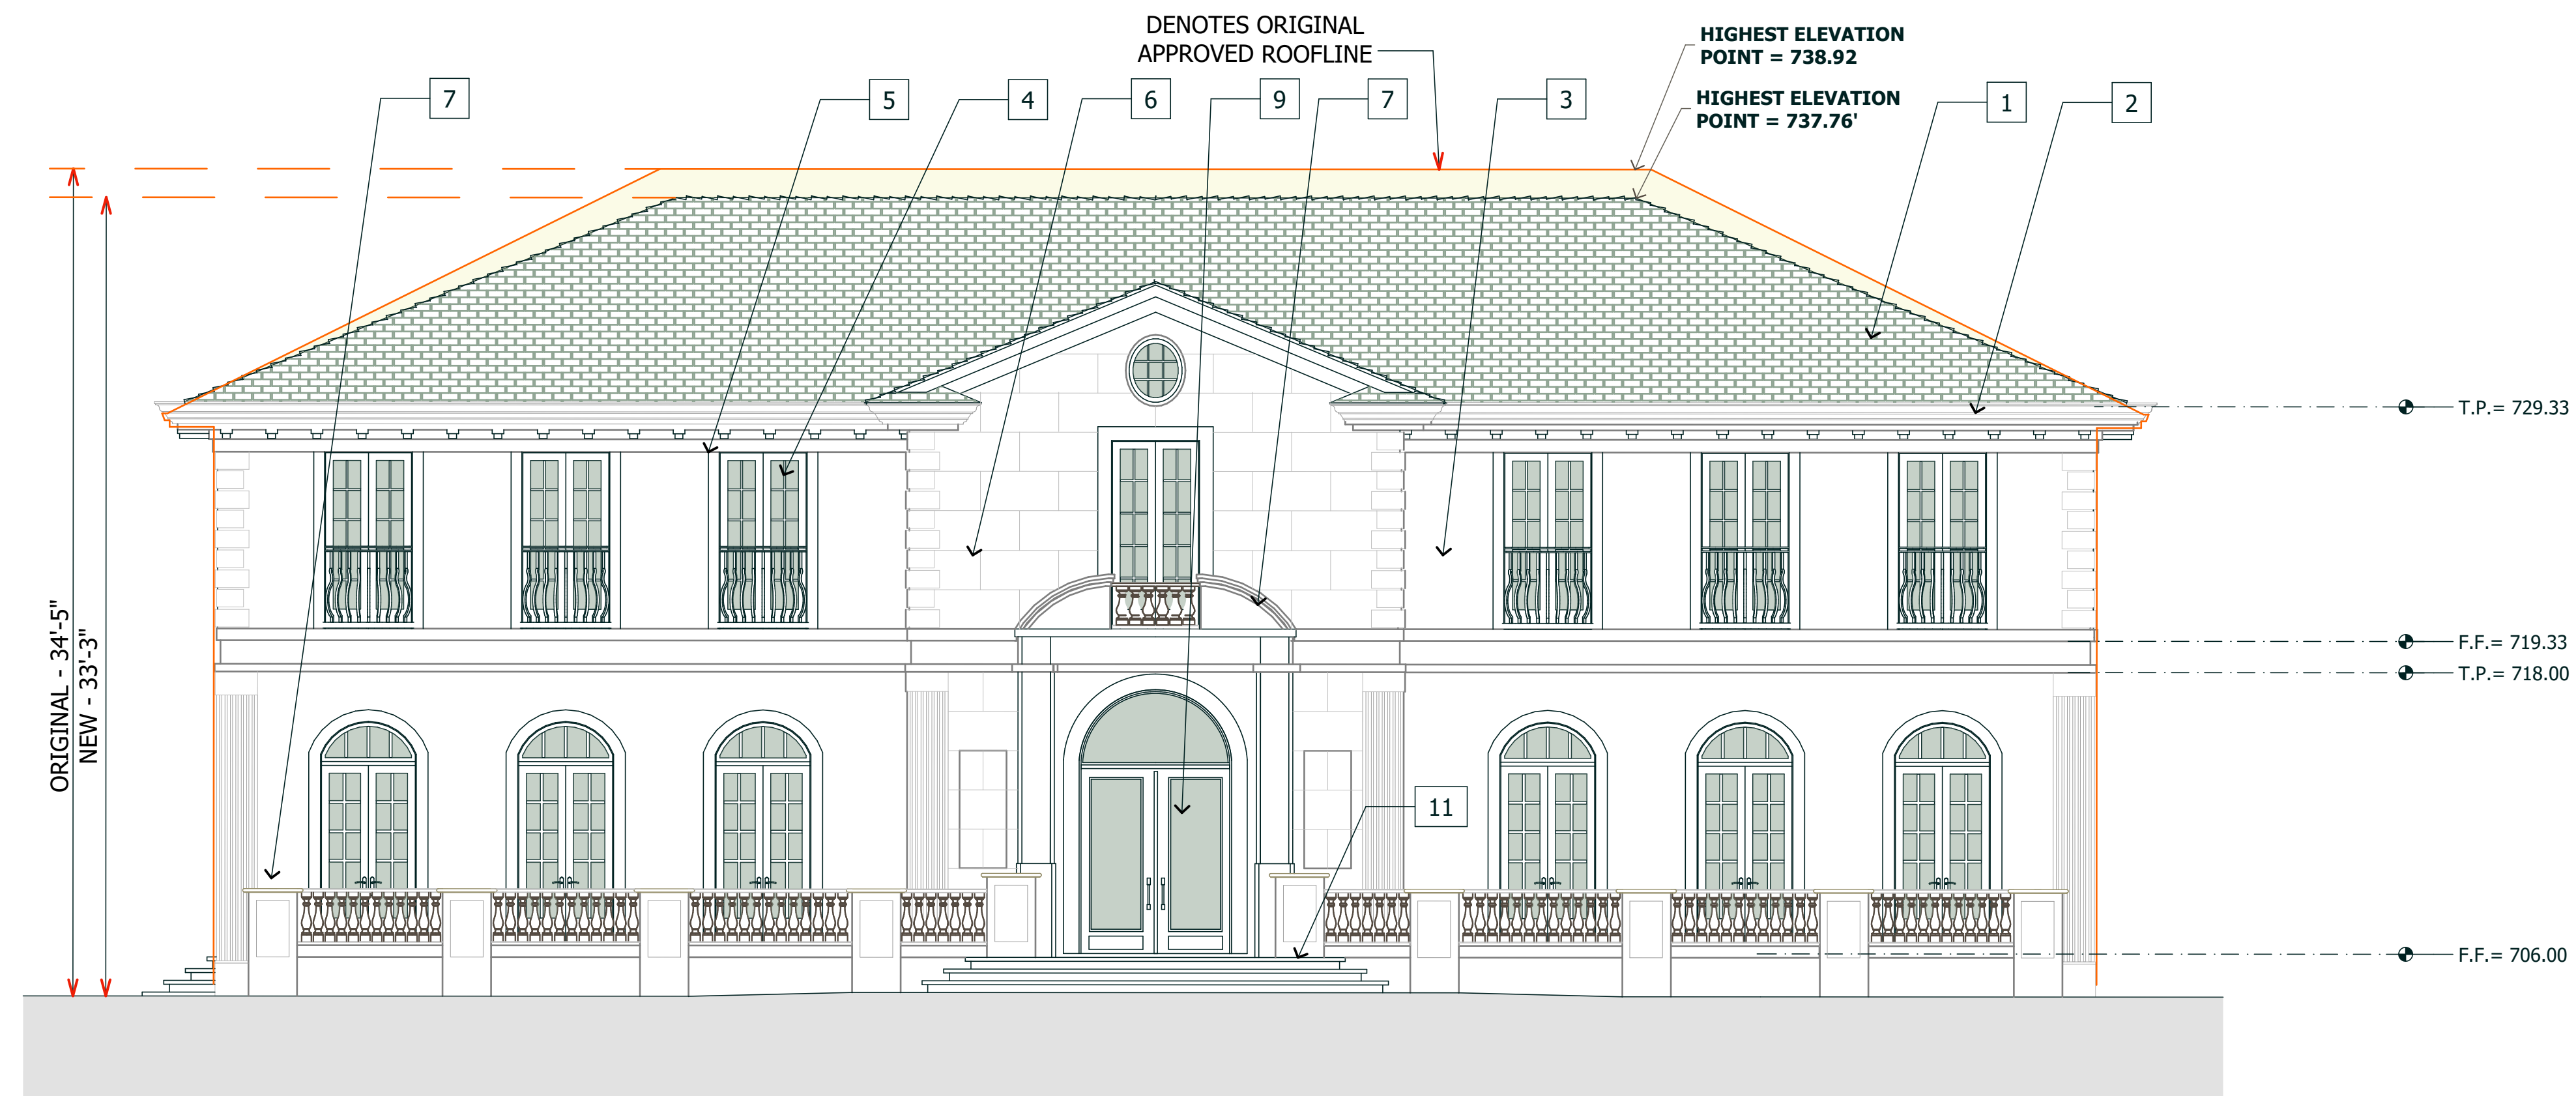 DENOTES ORIGINAL
APPROVED ROOFLINE
HIGHEST ELEVATION
POINT = 738.92
HIGHEST ELEVATION
POINT = 737.76'
7
5
4
6
9
7
3
1
2
T.P.= 729.33
F.F.= 719.33
T.P.= 718.00
ORIGINAL - 34'-5"
NEW - 33'-3"
11
F.F.= 706.00